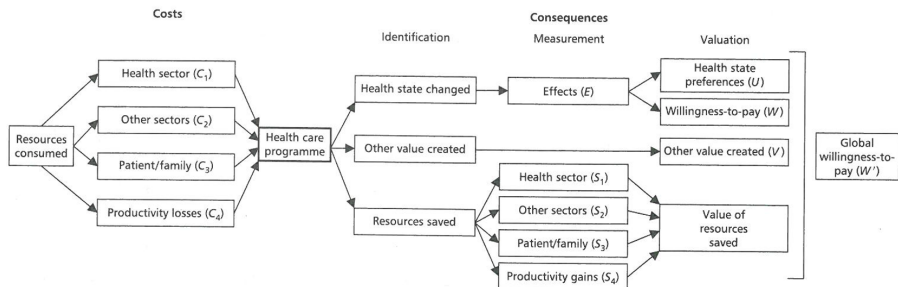 Costs
Consequences
Identification
Measurement
Valuation
Resources
consumed
Health sector (C1)
Other sectors (C2)
Patient/family (C3)
Productivity losses (C4)
Health care
programme
Health state changed
Effects (E)
Health state
preferences (U)
Willingness-to-pay (W)
Other value created
Other value created (V)
Resources saved
Health sector (S1)
Other sectors (S2)
Patient/family (S3)
Productivity gains (S4)
Value of
resources
saved
Global
willingness-to-
pay (W′)